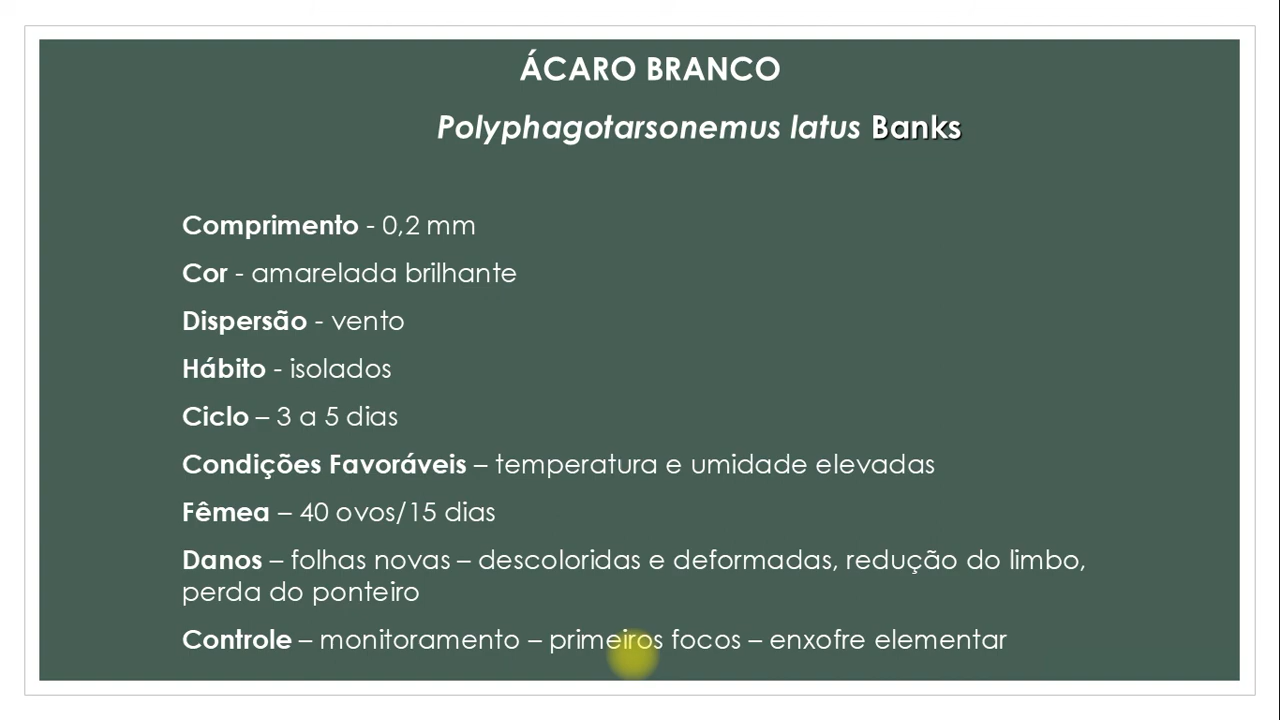 ÁCARO BRANCO
Polyphagotarsonemus latus Banks
Comprimento - 0,2 mm
Cor - amarelada brilhante
Dispersão - vento
Hábito - isolados
Ciclo – 3 a 5 dias
Condições Favoráveis – temperatura e umidade elevadas
Fêmea – 40 ovos/15 dias
Danos – folhas novas – descoloridas e deformadas, redução do limbo,
perda do ponteiro
Controle – monitoramento – primeiros focos – enxofre elementar